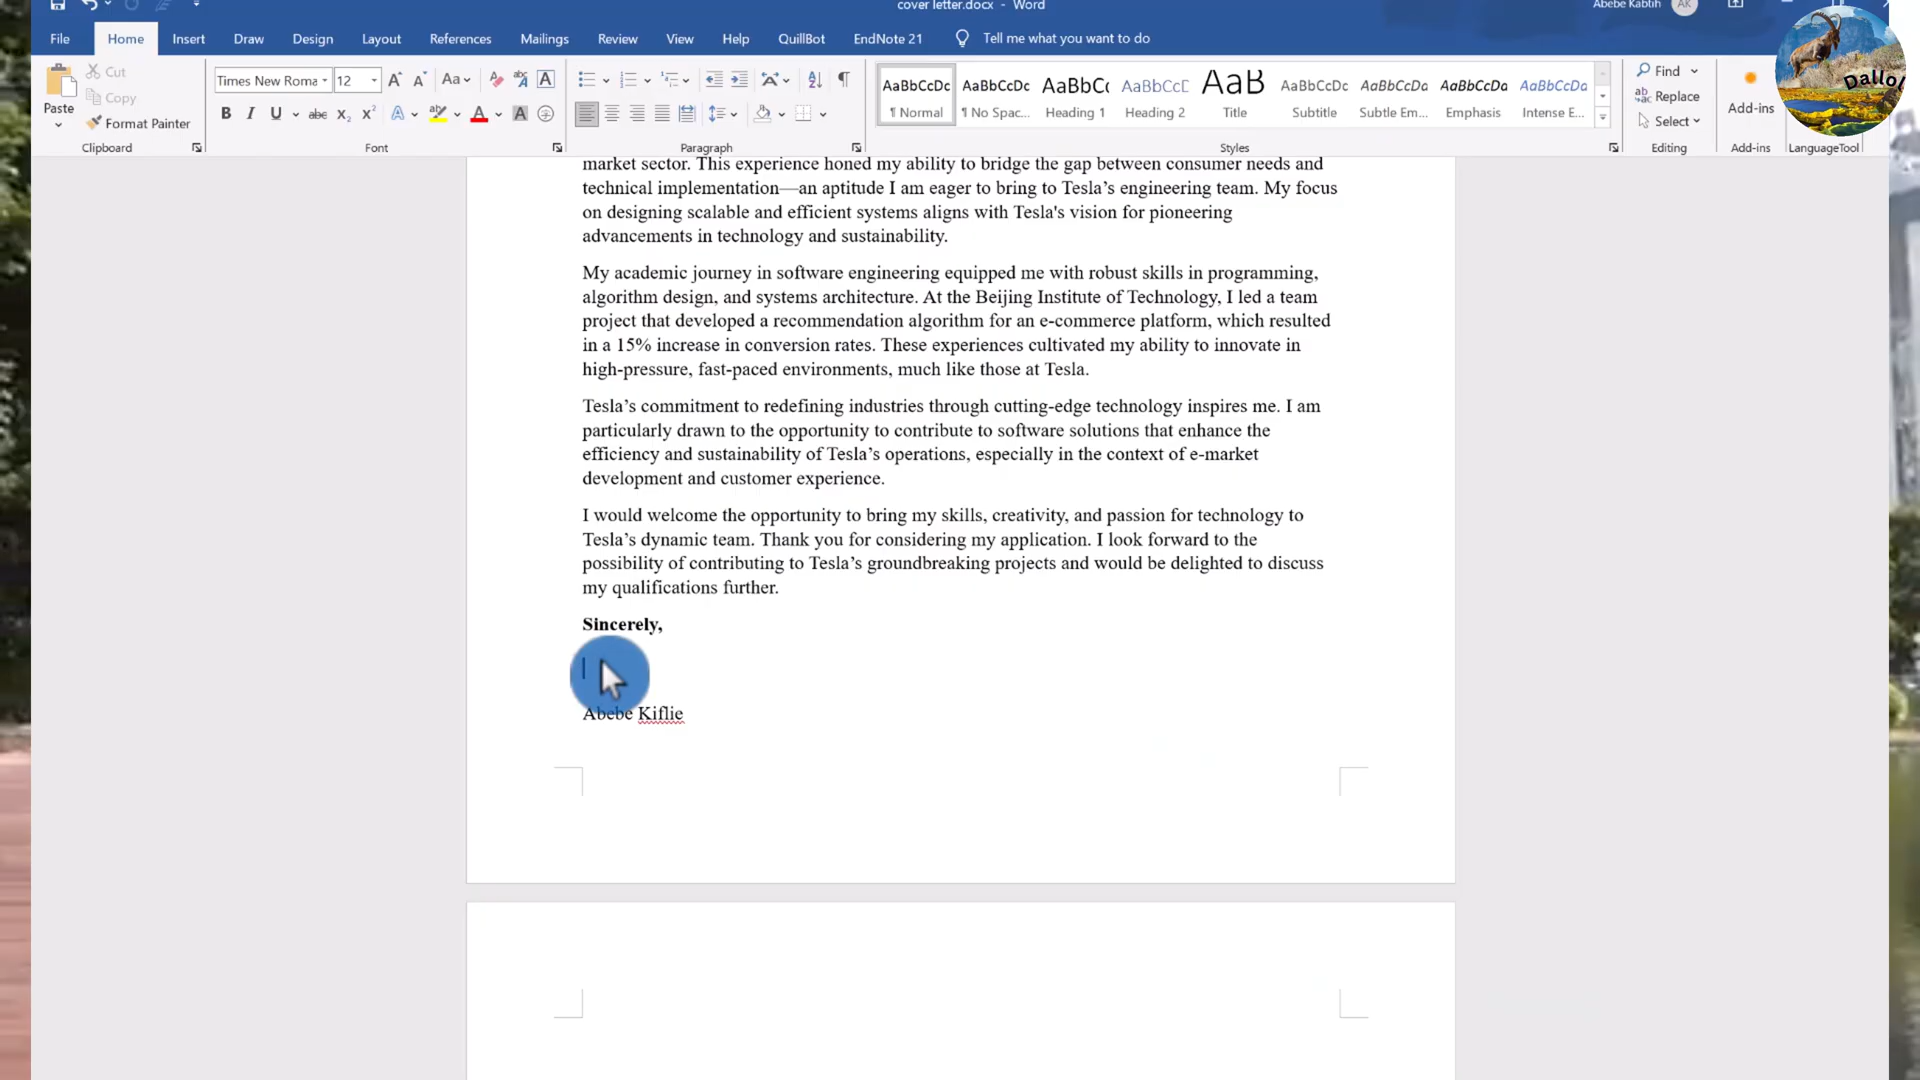 cover letter.docx - Word
Abebe Kabtih AK
File Home Insert Draw Design Layout References Mailings Review View Help QuillBot EndNote 21 Tell me what you want to do
Dallol
Paste
Cut
Copy
Format Painter
Clipboard
Times New Roma 12
Font
Paragraph
AaBbCcDc AaBbCcDc AaBbC AaBbCcC AaB AaBbCcDc AaBbCcDc AaBbCcDc AaBbCcDc
¶ Normal ¶ No Spac... Heading 1 Heading 2 Title Subtitle Subtle Em... Emphasis Intense E...
Styles
Find
Replace
Select
Editing
Add-ins
Add-ins
LanguageTool
market sector. This experience honed my ability to bridge the gap between consumer needs and
technical implementation—an aptitude I am eager to bring to Tesla’s engineering team. My focus
on designing scalable and efficient systems aligns with Tesla's vision for pioneering
advancements in technology and sustainability.
My academic journey in software engineering equipped me with robust skills in programming,
algorithm design, and systems architecture. At the Beijing Institute of Technology, I led a team
project that developed a recommendation algorithm for an e-commerce platform, which resulted
in a 15% increase in conversion rates. These experiences cultivated my ability to innovate in
high-pressure, fast-paced environments, much like those at Tesla.
Tesla’s commitment to redefining industries through cutting-edge technology inspires me. I am
particularly drawn to the opportunity to contribute to software solutions that enhance the
efficiency and sustainability of Tesla’s operations, especially in the context of e-market
development and customer experience.
I would welcome the opportunity to bring my skills, creativity, and passion for technology to
Tesla’s dynamic team. Thank you for considering my application. I look forward to the
possibility of contributing to Tesla’s groundbreaking projects and would be delighted to discuss
my qualifications further.
Sincerely,
Abebe Kiflie